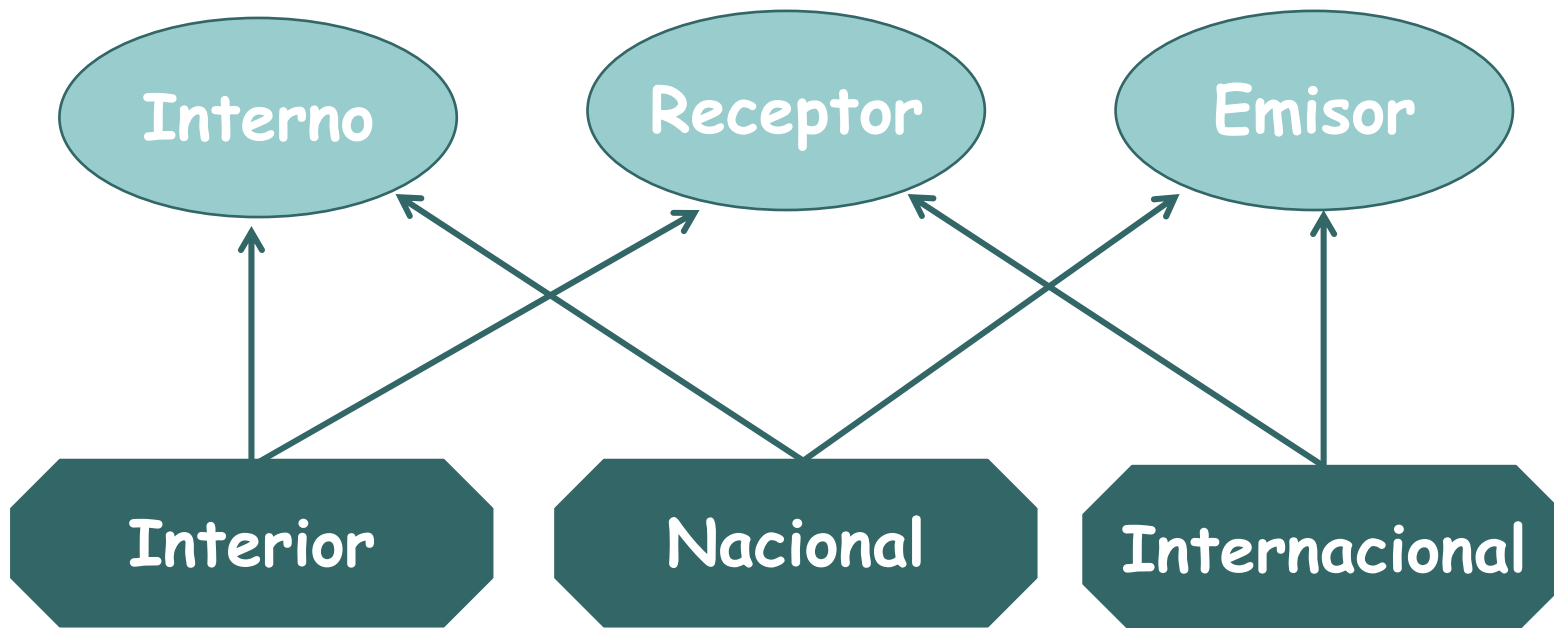 Interno
Receptor
Emisor
Interior
Nacional
Internacional